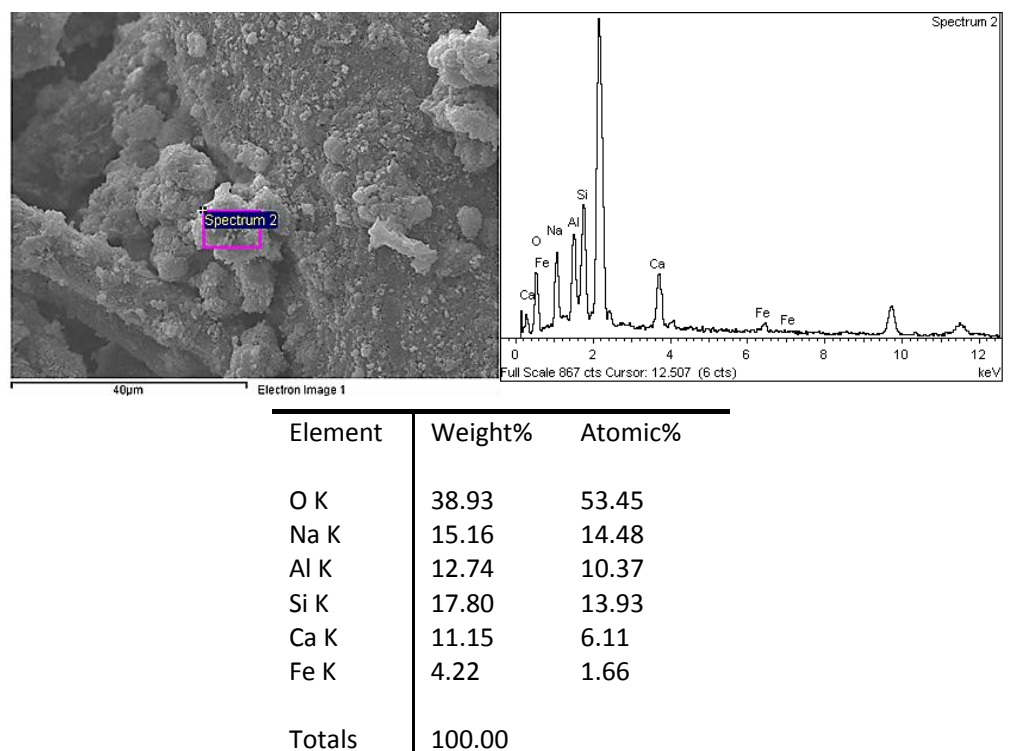 Spectrum 2
40µm
Electron Image 1
Spectrum 2
Si
Al
Na
O
Fe
Ca
Ca
Fe
Fe
0 2 4 6 8 10 12
Full Scale 867 cts Cursor: 12.507 (6 cts)
keV
Element Weight% Atomic%
O K 38.93 53.45
Na K 15.16 14.48
Al K 12.74 10.37
Si K 17.80 13.93
Ca K 11.15 6.11
Fe K 4.22 1.66
Totals 100.00